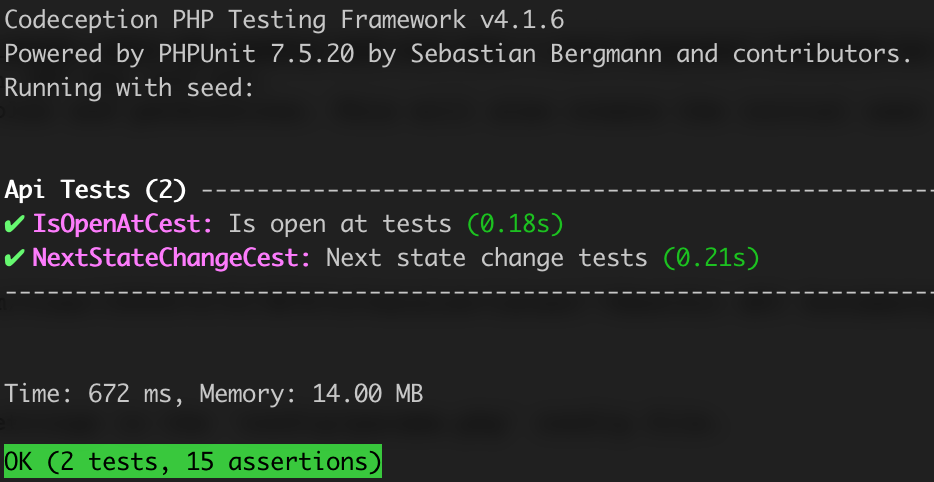 Codeception PHP Testing Framework v4.1.6
Powered by PHPUnit 7.5.20 by Sebastian Bergmann and contributors.
Running with seed:
Api Tests (2) -----------------------------------------------------
✔ IsOpenAtCest: Is open at tests (0.18s)
✔ NextStateChangeCest: Next state change tests (0.21s)
-------------------------------------------------------------------
Time: 672 ms, Memory: 14.00 MB
OK (2 tests, 15 assertions)